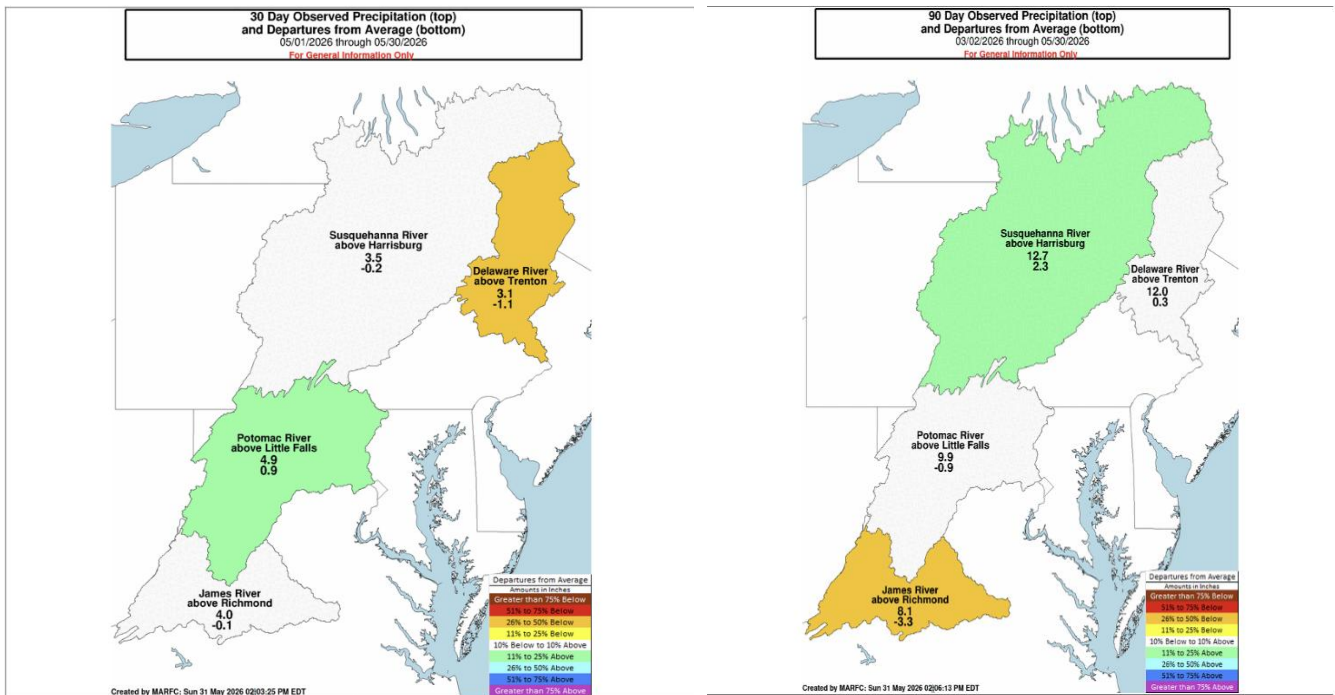 30 Day Observed Precipitation (top)
and Departures from Average (bottom)
05/01/2026 through 05/30/2026
For General Information Only
Susquehanna River
above Harrisburg
3.5
-0.2
Delaware River
above Trenton
3.1
-1.1
Potomac River
above Little Falls
4.9
0.9
James River
above Richmond
4.0
-0.1
Departures from Average
Amounts in Inches
Greater than 75% Below
51% to 75% Below
26% to 50% Below
11% to 25% Below
10% Below to 10% Above
11% to 25% Above
26% to 50% Above
51% to 75% Above
Greater than 75% Above
Created by MARFC: Sun 31 May 2026 02:03:25 PM EDT
90 Day Observed Precipitation (top)
and Departures from Average (bottom)
03/02/2026 through 05/30/2026
For General Information Only
Susquehanna River
above Harrisburg
12.7
2.3
Delaware River
above Trenton
12.0
0.3
Potomac River
above Little Falls
9.9
-0.9
James River
above Richmond
8.1
-3.3
Departures from Average
Amounts in Inches
Greater than 75% Below
51% to 75% Below
26% to 50% Below
11% to 25% Below
10% Below to 10% Above
11% to 25% Above
26% to 50% Above
51% to 75% Above
Greater than 75% Above
Created by MARFC: Sun 31 May 2026 02:06:13 PM EDT